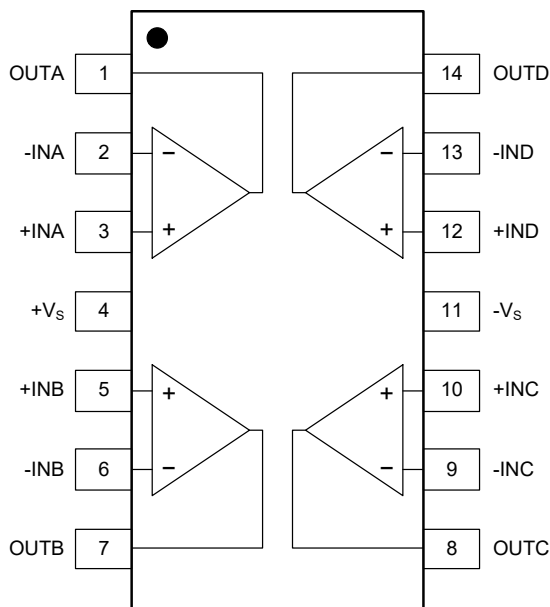 OUTA 1 14 OUTD
-INA 2 − − 13 -IND
+INA 3 + + 12 +IND
+VS 4 11 -VS
+INB 5 + + 10 +INC
-INB 6 − − 9 -INC
OUTB 7 8 OUTC